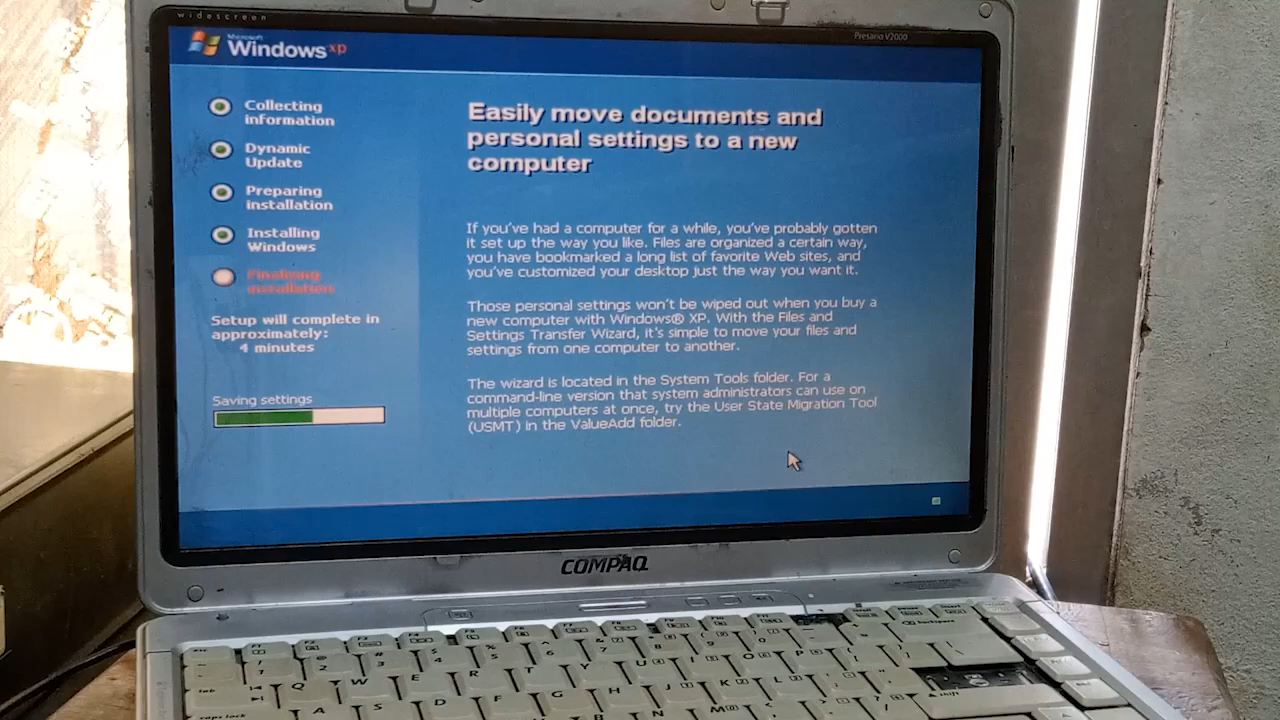 widescreen
Presario V2000
Microsoft
Windows xp
Collecting
information
Dynamic
Update
Preparing
installation
Installing
Windows
Finalizing
installation
Setup will complete in
approximately:
4 minutes
Saving settings
Easily move documents and
personal settings to a new
computer
If you've had a computer for a while, you've probably gotten
it set up the way you like. Files are organized a certain way,
you have bookmarked a long list of favorite Web sites, and
you've customized your desktop just the way you want it.
Those personal settings won't be wiped out when you buy a
new computer with Windows® XP. With the Files and
Settings Transfer Wizard, it's simple to move your files and
settings from one computer to another.
The wizard is located in the System Tools folder. For a
command-line version that system administrators can use on
multiple computers at once, try the User State Migration Tool
(USMT) in the ValueAdd folder.
COMPAQ
backspace
tab Q W E R T Y U I O P
caps lock A S D F G H J K L
shift
B N M